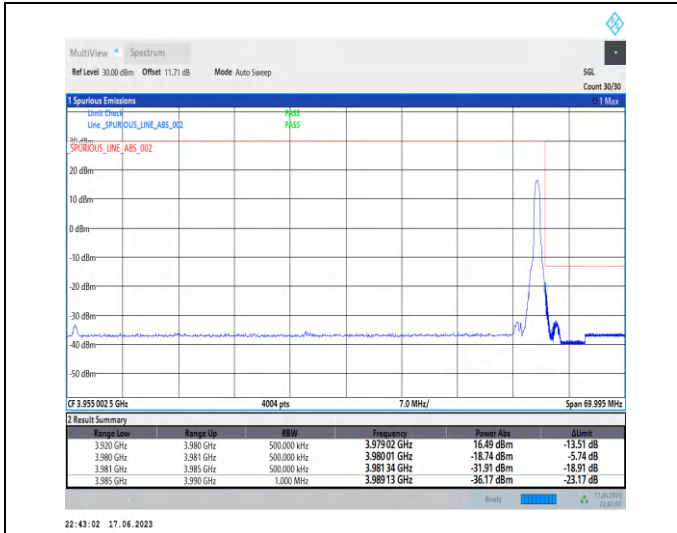 MultiView Spectrum
Ref Level 30.00 dBm Offset 11.71 dB Mode Auto Sweep SGL
Count 30/30
1 Spurious Emissions 1 Max
Limit Check PASS
Line _SPURIOUS_LINE_ABS_002 PASS
30 dBm
_SPURIOUS_LINE_ABS_002
20 dBm
10 dBm
0 dBm
-10 dBm
-20 dBm
-30 dBm
-40 dBm
-50 dBm
CF 3.955 002 5 GHz 4004 pts 7.0 MHz/ Span 69.995 MHz
2 Result Summary
Range Low Range Up RBW Frequency Power Abs ΔLimit
3.920 GHz 3.980 GHz 500.000 kHz 3.979 02 GHz 16.49 dBm -13.51 dB
3.980 GHz 3.981 GHz 500.000 kHz 3.980 01 GHz -18.74 dBm -5.74 dB
3.981 GHz 3.985 GHz 500.000 kHz 3.981 34 GHz -31.91 dBm -18.91 dB
3.985 GHz 3.990 GHz 1.000 MHz 3.989 13 GHz -36.17 dBm -23.17 dB
Ready 17.06.2023
22:43:02 17.06.2023